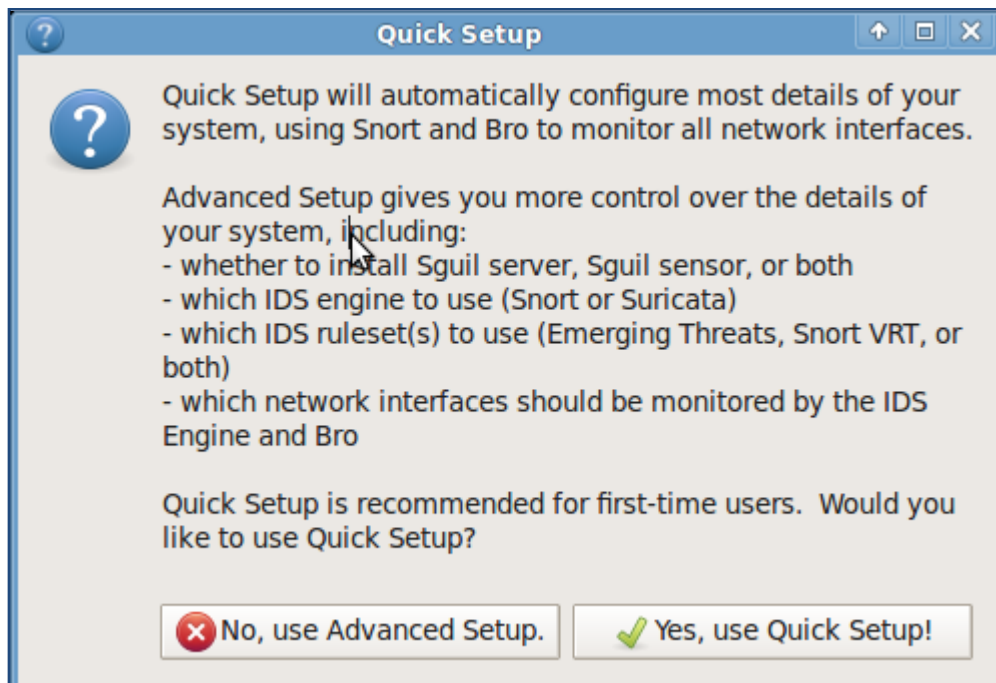 Quick Setup
Quick Setup will automatically configure most details of your
system, using Snort and Bro to monitor all network interfaces.
Advanced Setup gives you more control over the details of
your system, including:
- whether to install Sguil server, Sguil sensor, or both
- which IDS engine to use (Snort or Suricata)
- which IDS ruleset(s) to use (Emerging Threats, Snort VRT, or
both)
- which network interfaces should be monitored by the IDS
Engine and Bro
Quick Setup is recommended for first-time users.  Would you
like to use Quick Setup?
No, use Advanced Setup.
Yes, use Quick Setup!